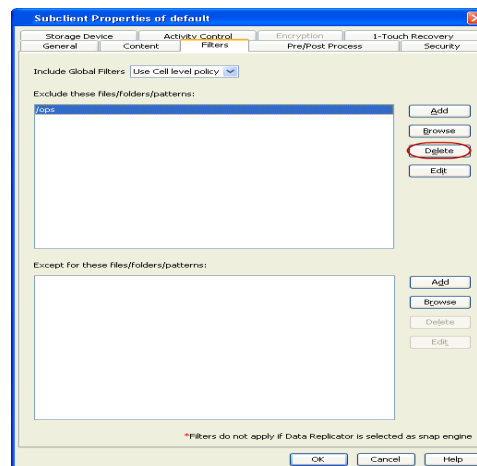 Subclient Properties of default
Storage Device Activity Control Encryption 1-Touch Recovery
General Content Filters Pre/Post Process Security
Include Global Filters Use Cell level policy
Exclude these files/folders/patterns:
/ops
Add
Browse
Delete
Edit
Except for these files/folders/patterns:
Add
Browse
Delete
Edit
*Filters do not apply if Data Replicator is selected as snap engine
OK Cancel Help